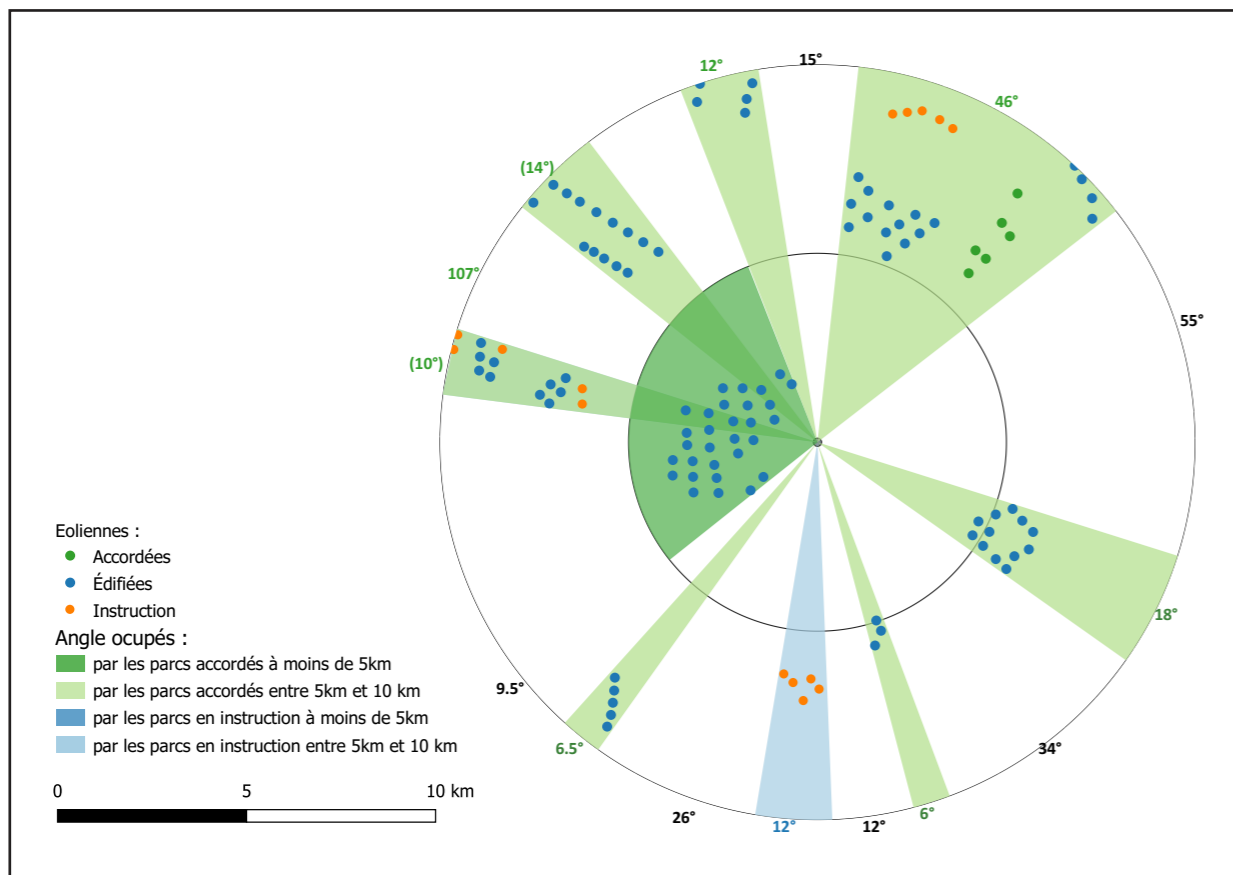 15°
12°
46°
(14°)
107°
55°
(10°)
Eoliennes :
Accordées
Édifiées
Instruction
Angle ocupés :
par les parcs accordés à moins de 5km
par les parcs accordés entre 5km et 10 km
par les parcs en instruction à moins de 5km
par les parcs en instruction entre 5km et 10 km
18°
9.5°
6.5°
34°
26°
12°
12°
6°
0 5 10 km